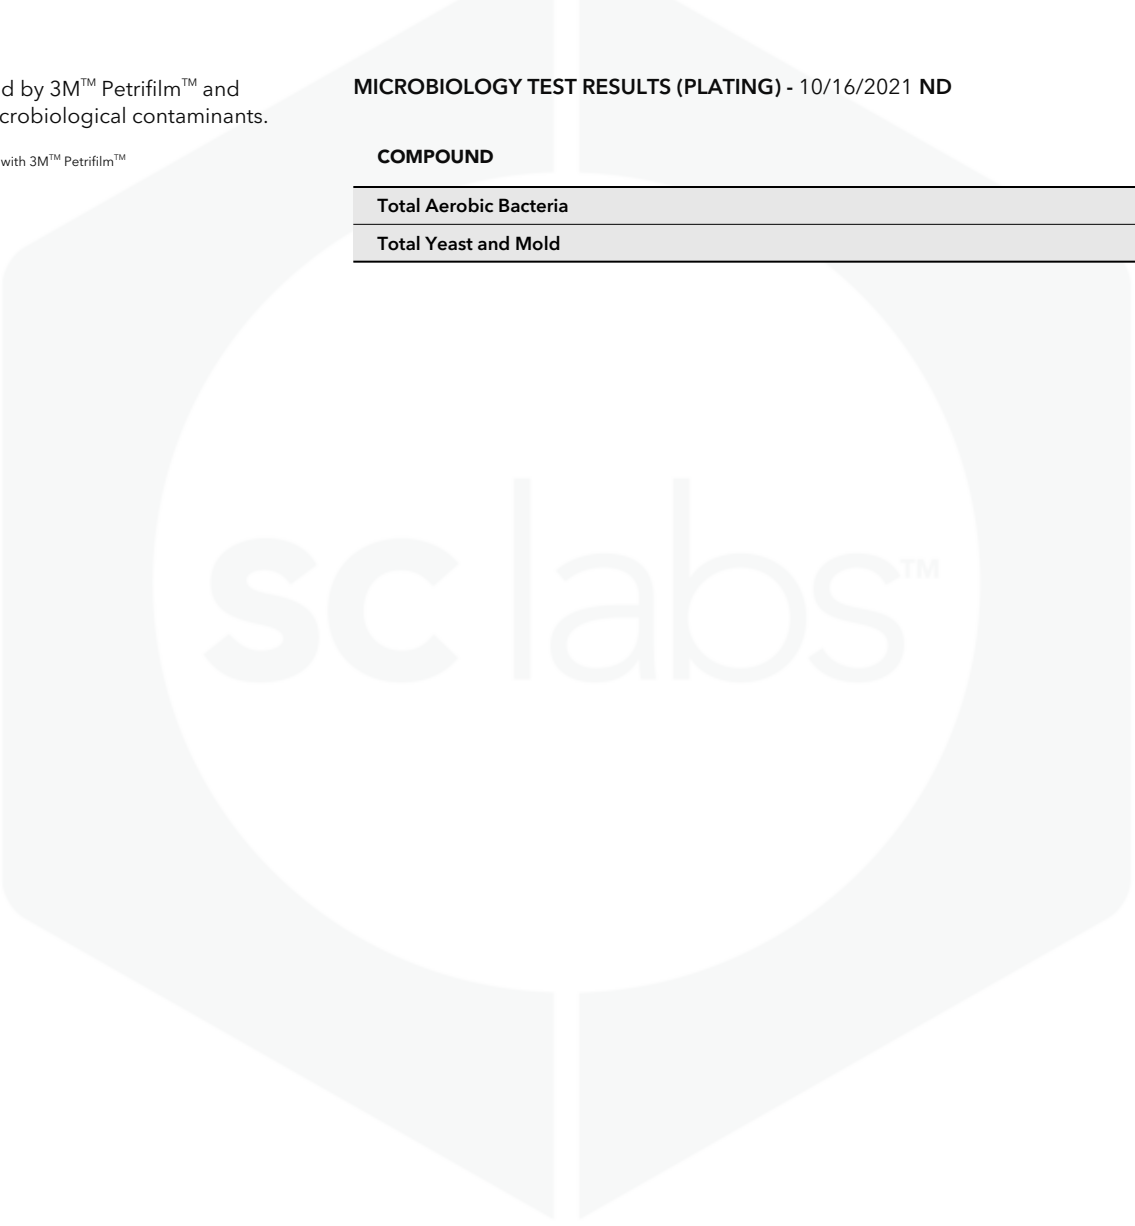 d by 3M™ Petrifilm™ and
crobiological contaminants.
with 3M™ Petrifilm™
MICROBIOLOGY TEST RESULTS (PLATING) - 10/16/2021 ND
COMPOUND
Total Aerobic Bacteria
Total Yeast and Mold
sc labs™